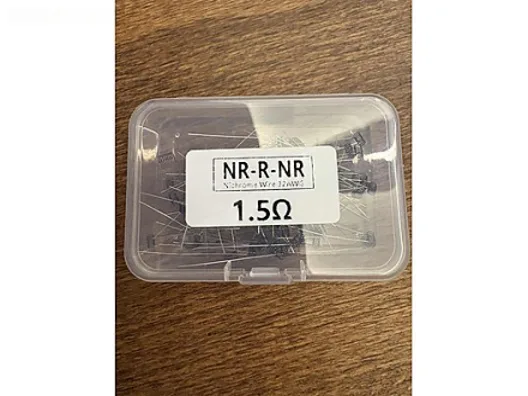 NR-R-NR
Nichrome Wire 32AWG
1.5Ω